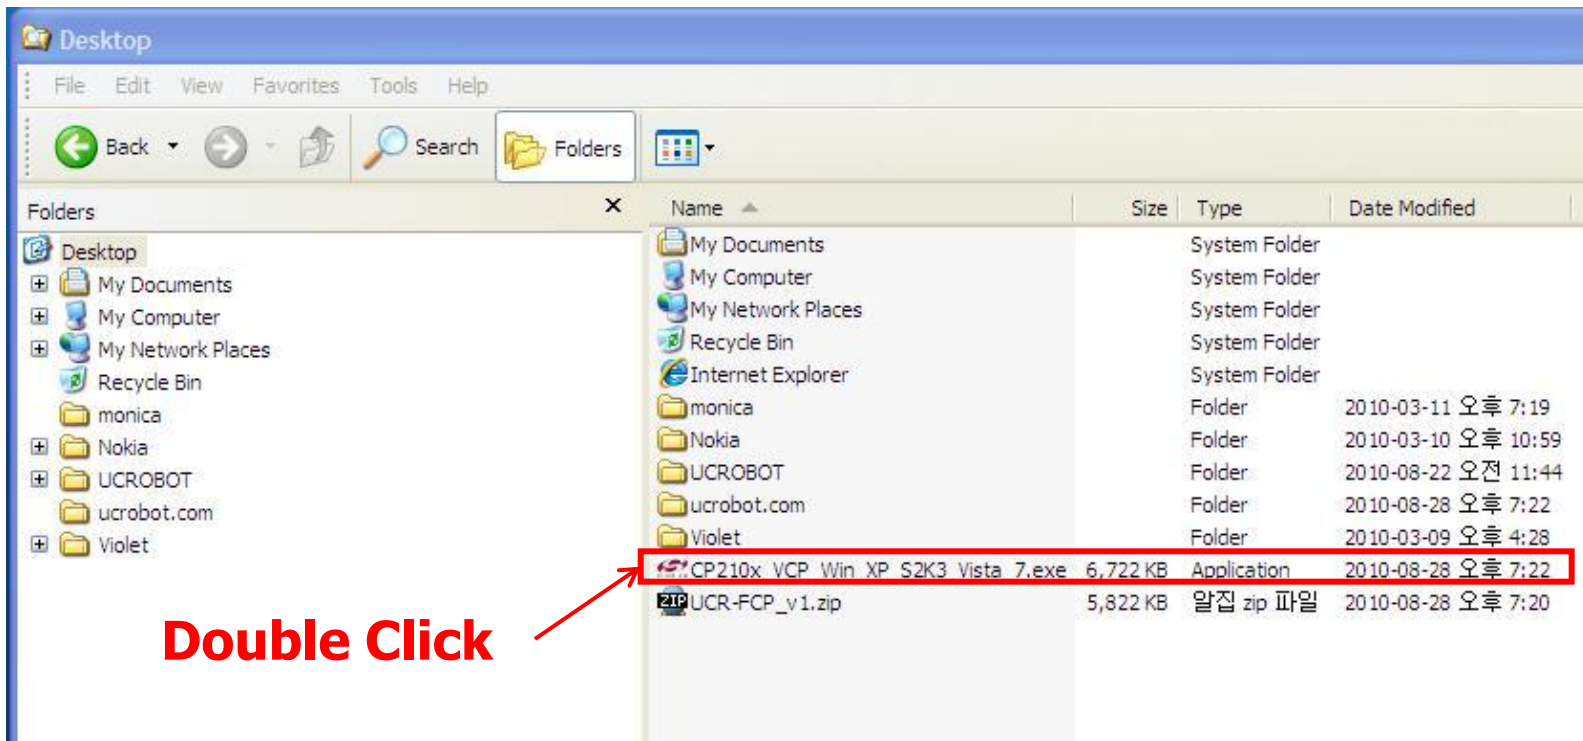 Desktop
File Edit View Favorites Tools Help
Back Search Folders
Folders
Desktop
My Documents
My Computer
My Network Places
Recycle Bin
monica
Nokia
UCROBOT
ucrobot.com
Violet
Name Size Type Date Modified
My Documents System Folder
My Computer System Folder
My Network Places System Folder
Recycle Bin System Folder
Internet Explorer System Folder
monica Folder 2010-03-11 오후 7:19
Nokia Folder 2010-03-10 오후 10:59
UCROBOT Folder 2010-08-22 오전 11:44
ucrobot.com Folder 2010-08-28 오후 7:22
Violet Folder 2010-03-09 오후 4:28
CP210x_VCP_Win_XP_S2K3_Vista_7.exe 6,722 KB Application 2010-08-28 오후 7:22
ZIP UCR-FCP_v1.zip 5,822 KB 알집 zip 파일 2010-08-28 오후 7:20
Double Click